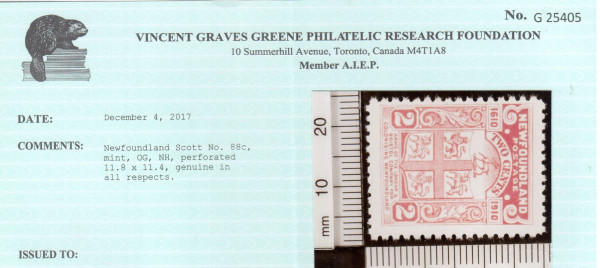 No. G 25405
VINCENT GRAVES GREENE PHILATELIC RESEARCH FOUNDATION
10 Summerhill Avenue, Toronto, Canada M4T1A8
Member A.I.E.P.
DATE: December 4, 2017
COMMENTS: Newfoundland Scott No. 88c,
mint, OG, NH, perforated
11.8 x 11.4, genuine in
all respects.
ISSUED TO:
mm 10 20
NEWFOUNDLAND
POSTAGE
1610 TWO CENTS 1910
2 2